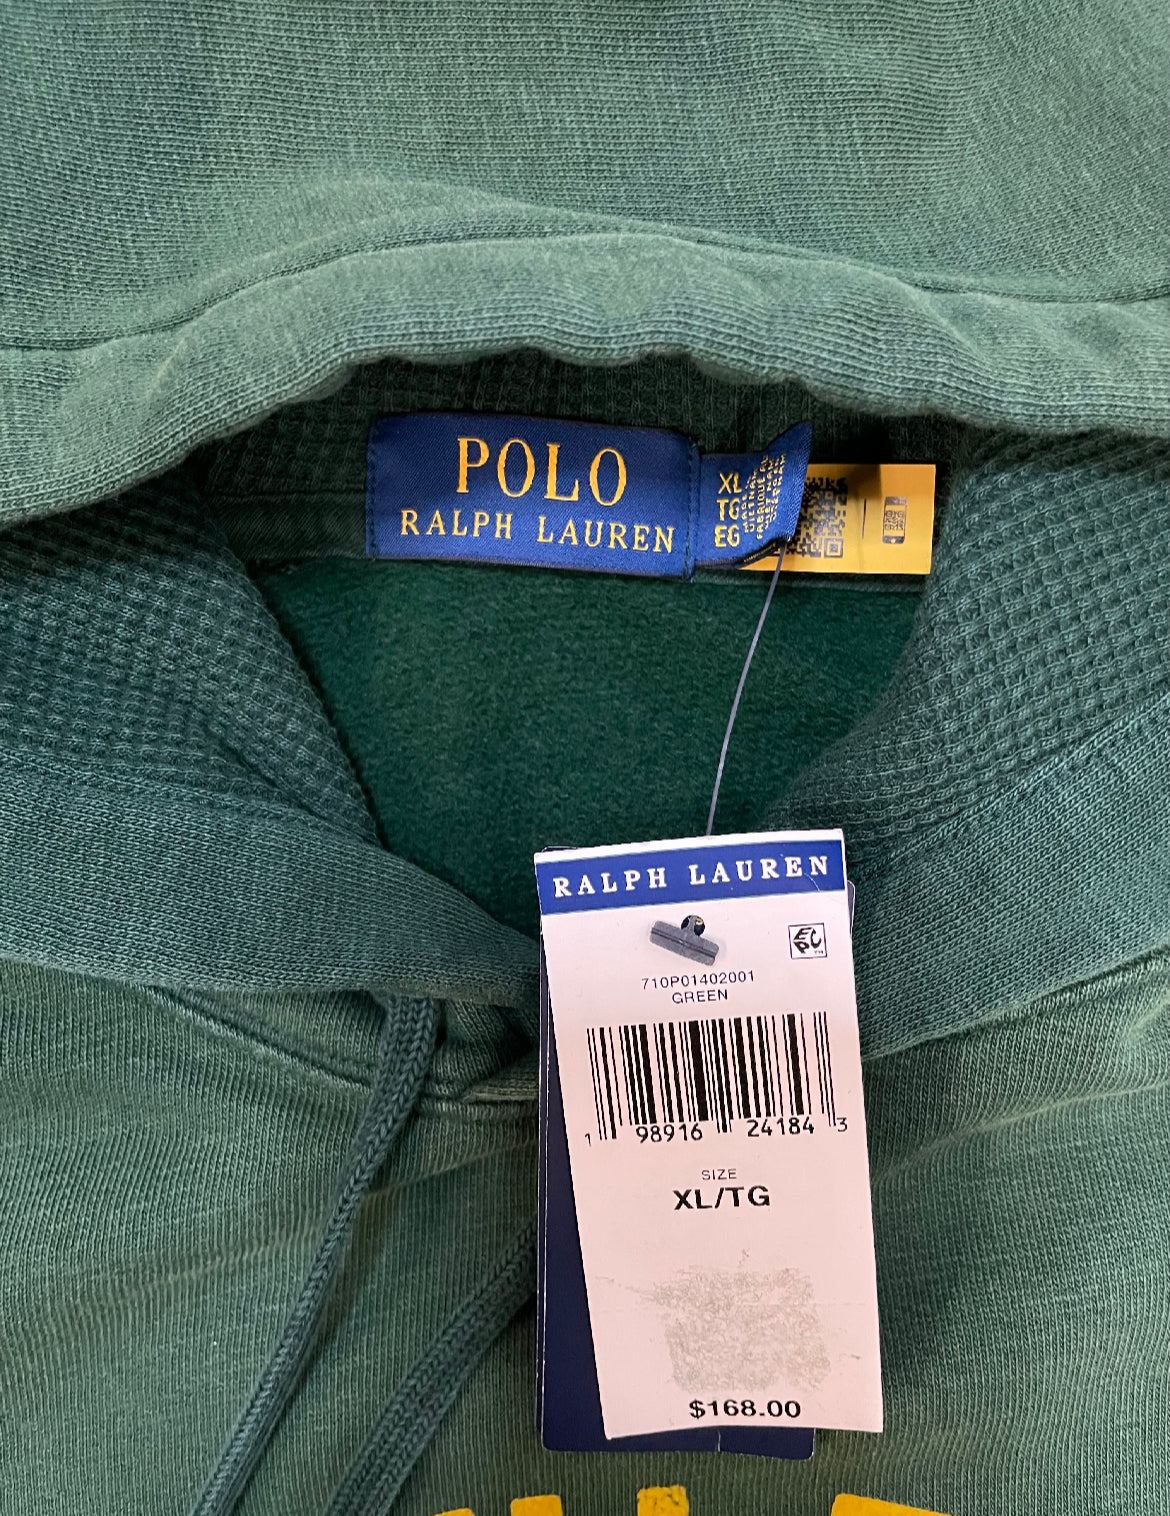 POLO
RALPH LAUREN
XL
TG
EG
RALPH LAUREN
EPC
710P01402001
GREEN
1 98916 24184 3
SIZE
XL/TG
$168.00